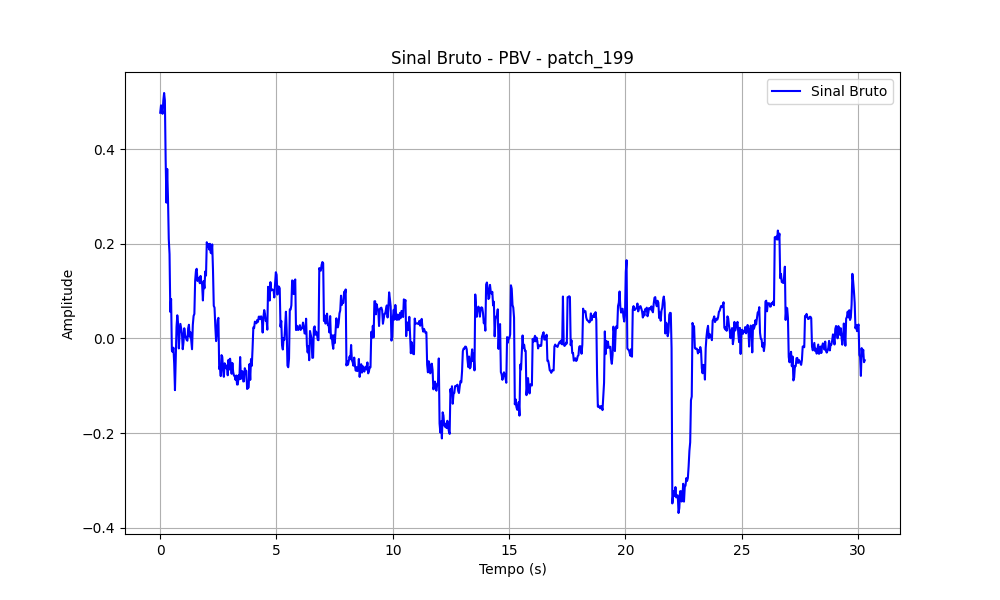 Sinal Bruto - PBV - patch_199
Sinal Bruto
Amplitude
0.4
0.2
0.0
−0.2
−0.4
0 5 10 15 20 25 30
Tempo (s)